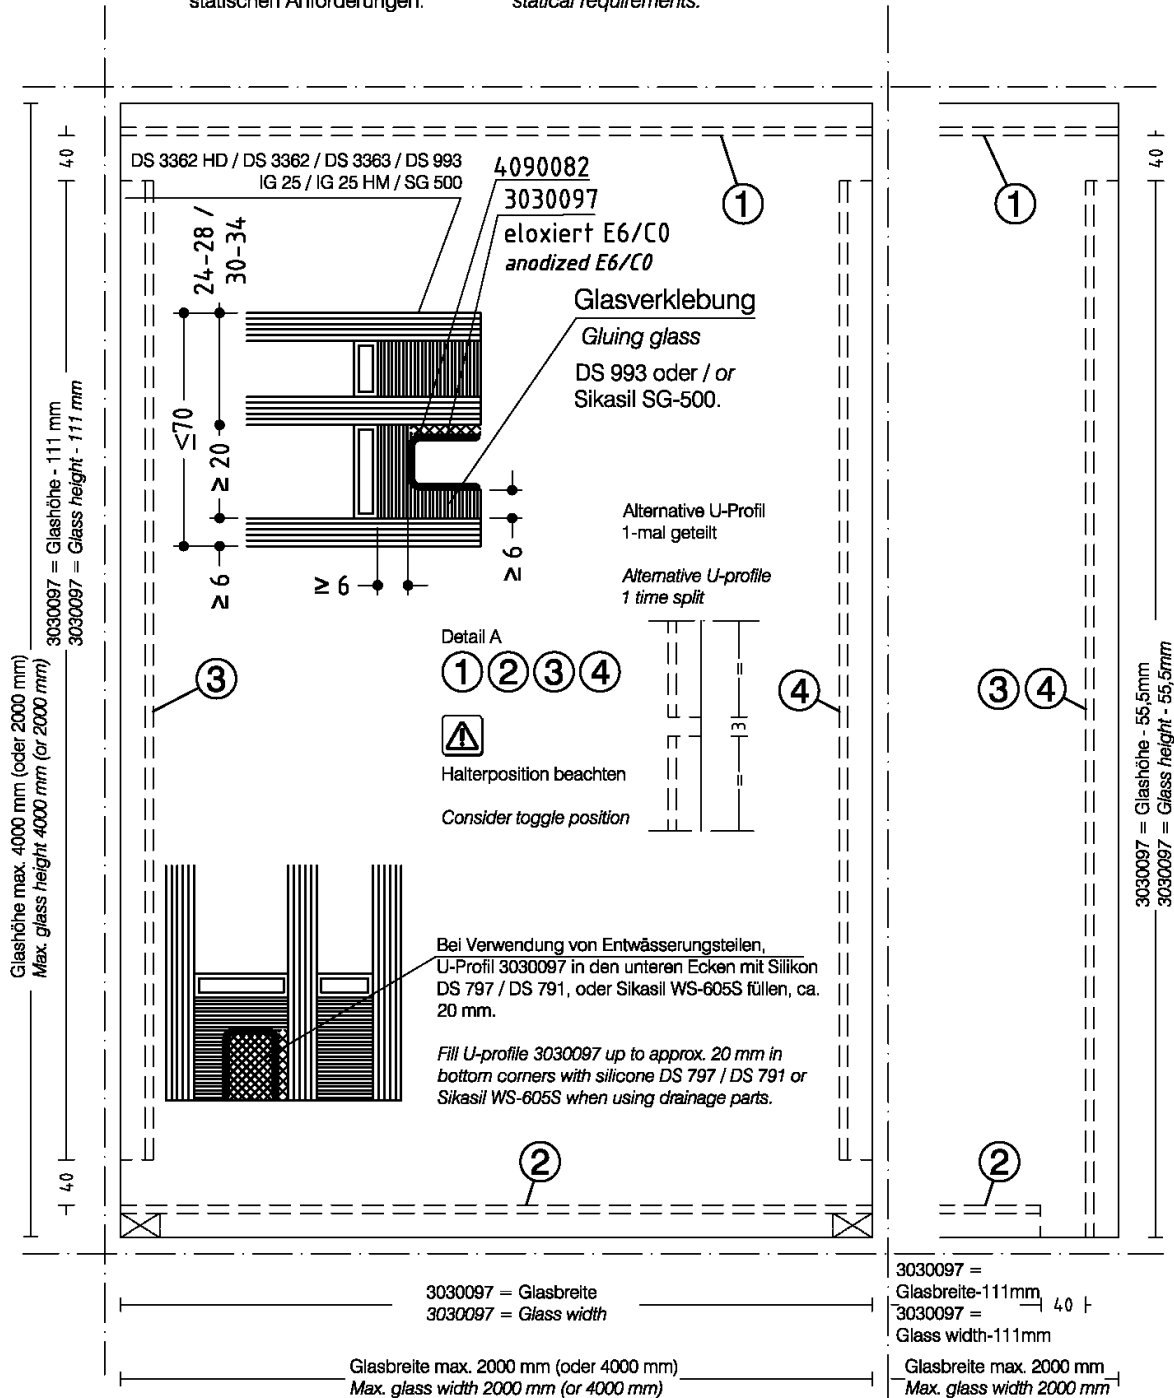 statischen Anforderungen.
statical requirements.
40
40
DS 3362 HD / DS 3362 / DS 3363 / DS 993
IG 25 / IG 25 HM / SG 500
4090082
3030097
eloxiert E6/C0
anodized E6/C0
1
1
24-28 /
30-34
Glasverklebung
Gluing glass
DS 993 oder / or
Sikasil SG-500.
≤70
≥ 20
≥ 6
≥ 6
≥ 6
3030097 = Glashöhe - 111 mm
3030097 = Glass height - 111 mm
Glashöhe max. 4000 mm (oder 2000 mm)
Max. glass height 4000 mm (or 2000 mm)
Alternative U-Profil
1-mal geteilt
Alternative U-profile
1 time split
Detail A
1 2 3 4
3
4
3 4
=
3
=
Halterposition beachten
Consider toggle position
3030097 = Glashöhe - 55,5mm
3030097 = Glass height - 55,5mm
Bei Verwendung von Entwässerungsteilen,
U-Profil 3030097 in den unteren Ecken mit Silikon
DS 797 / DS 791, oder Sikasil WS-605S füllen, ca.
20 mm.
Fill U-profile 3030097 up to approx. 20 mm in
bottom corners with silicone DS 797 / DS 791 or
Sikasil WS-605S when using drainage parts.
2
2
40
3030097 = Glasbreite
3030097 = Glass width
3030097 =
Glasbreite-111mm
40
3030097 =
Glass width-111mm
Glasbreite max. 2000 mm (oder 4000 mm)
Max. glass width 2000 mm (or 4000 mm)
Glasbreite max. 2000 mm
Max. glass width 2000 mm